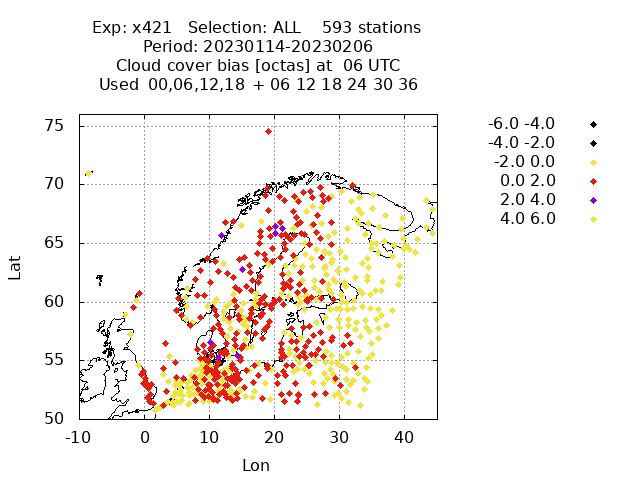 Exp: x421 Selection: ALL 593 stations
Period: 20230114-20230206
Cloud cover bias [octas] at 06 UTC
Used 00,06,12,18 + 06 12 18 24 30 36
-6.0 -4.0
-4.0 -2.0
-2.0 0.0
0.0 2.0
2.0 4.0
4.0 6.0
75
70
65
60
55
50
Lat
-10 0 10 20 30 40
Lon